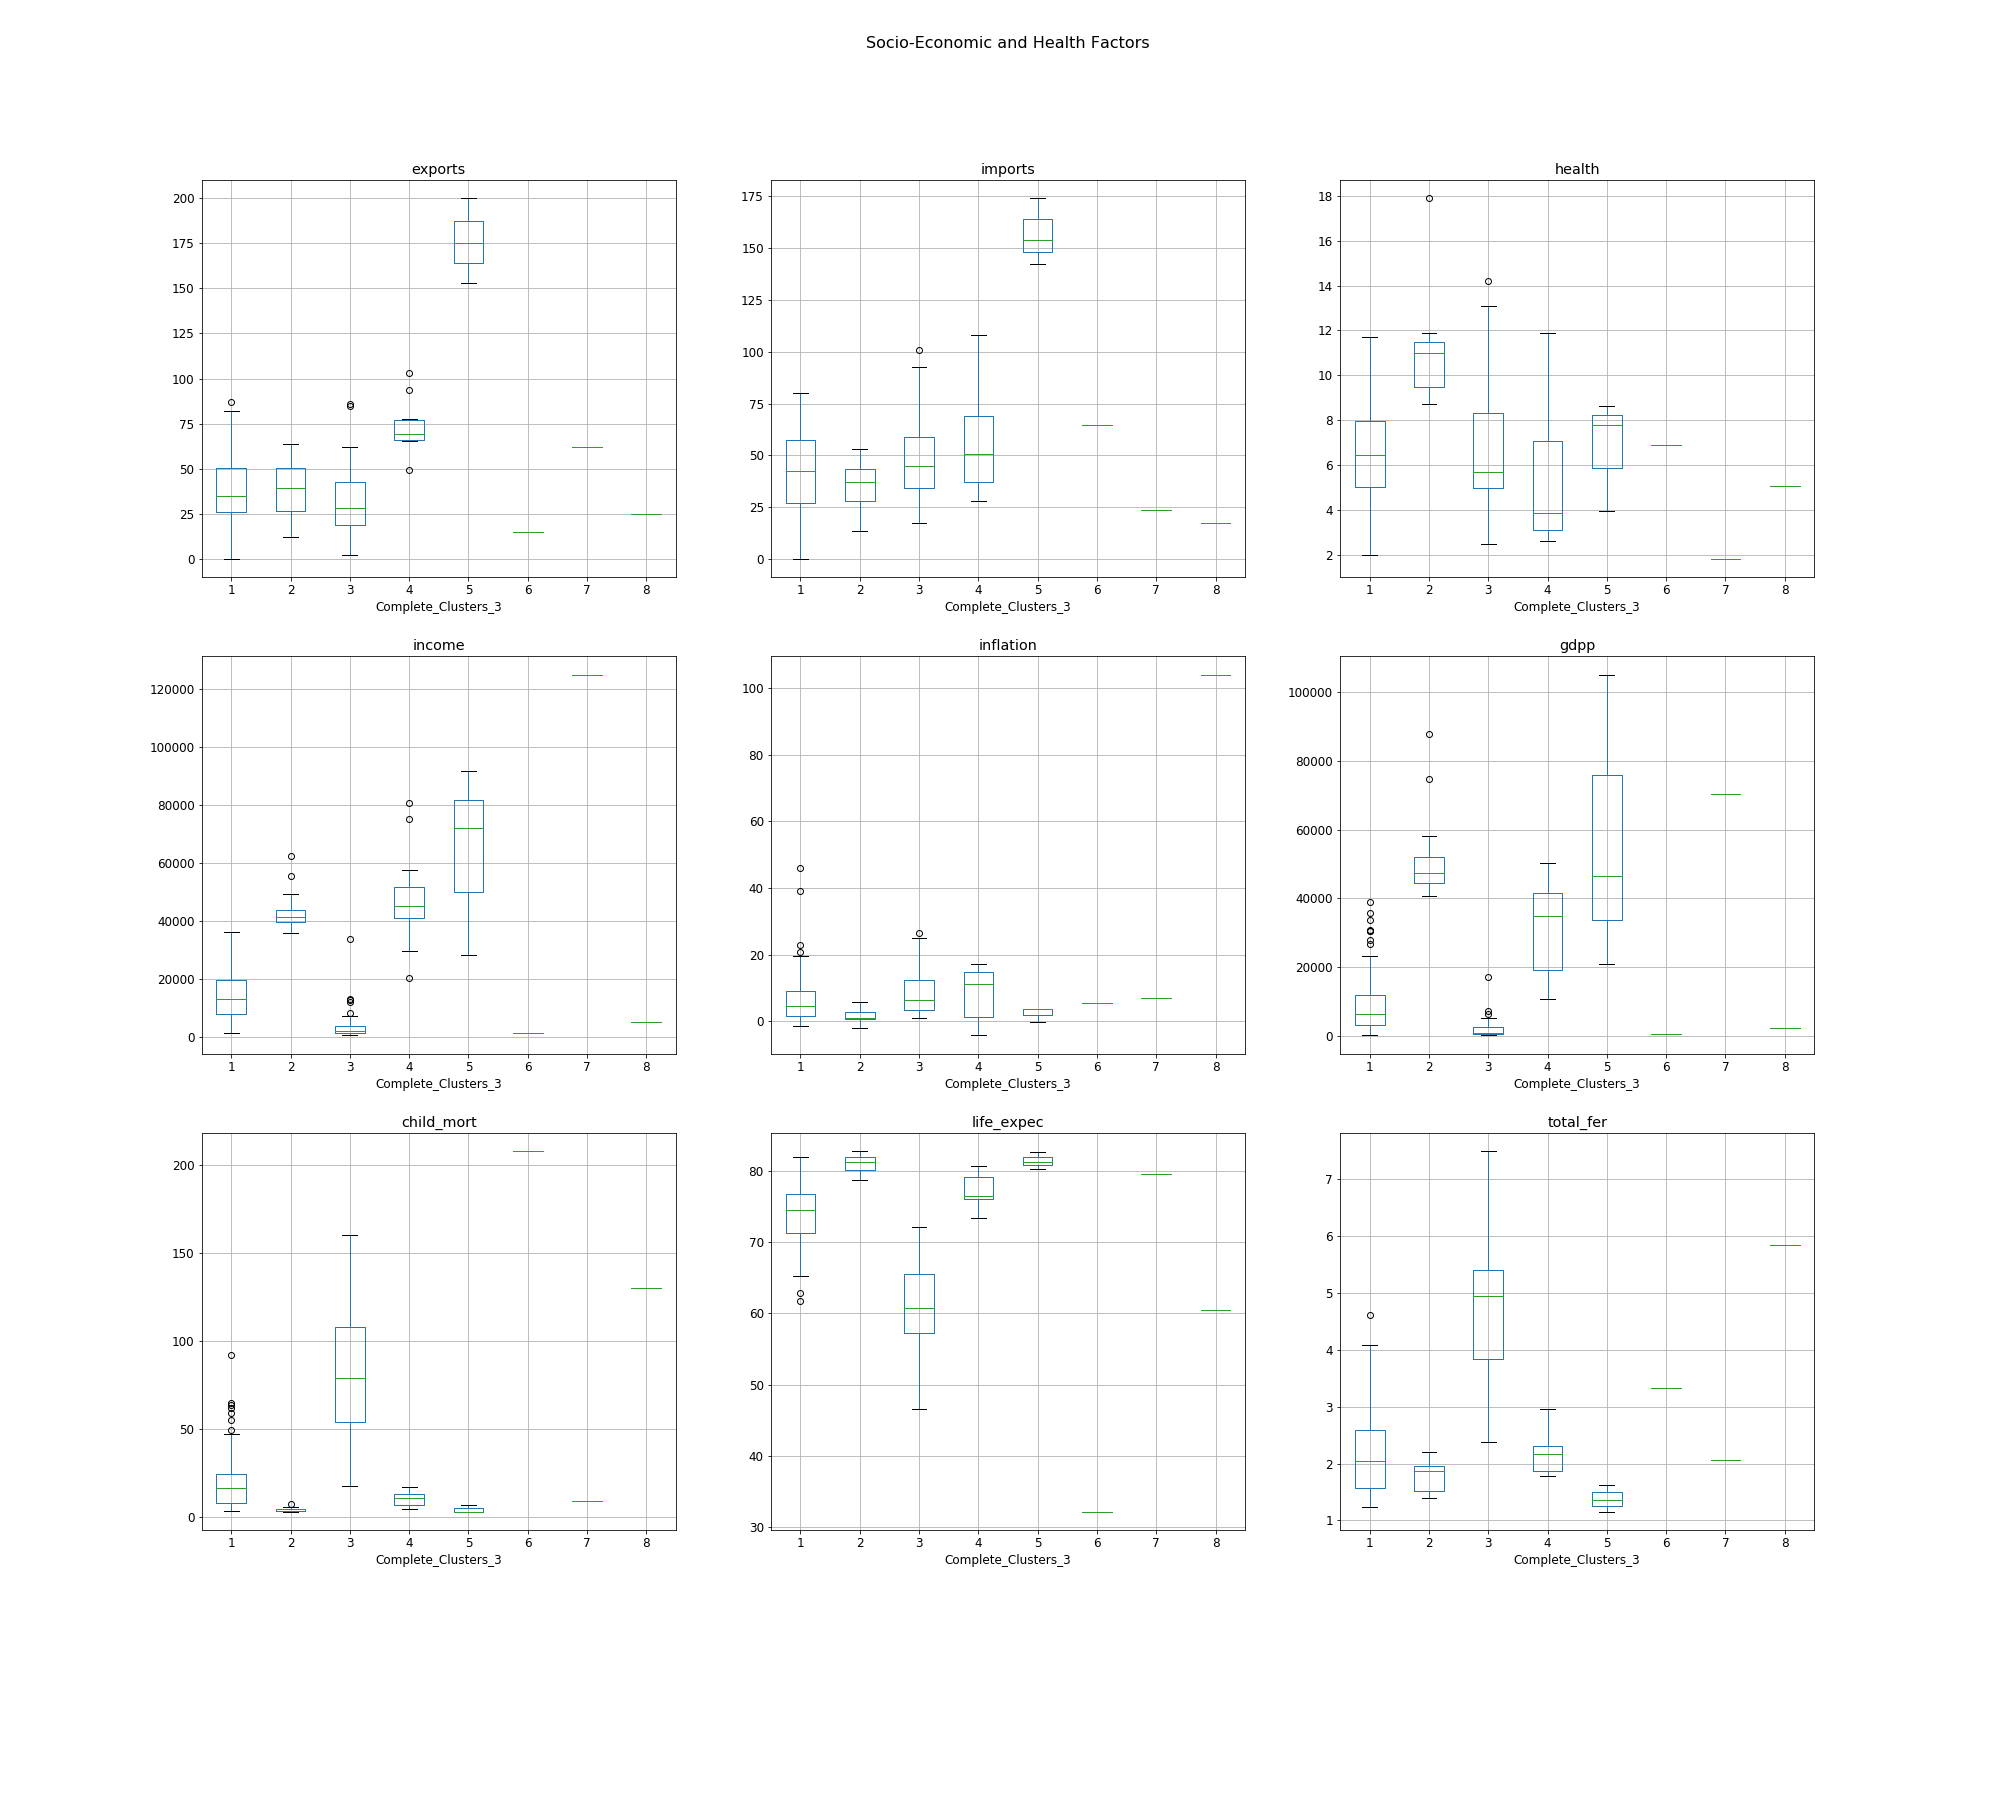 Socio-Economic and Health Factors
exports
200
175
150
125
100
75
50
25
0
1 2 3 4 5 6 7 8
Complete_Clusters_3
imports
175
150
125
100
75
50
25
0
1 2 3 4 5 6 7 8
Complete_Clusters_3
health
18
16
14
12
10
8
6
4
2
1 2 3 4 5 6 7 8
Complete_Clusters_3
income
120000
100000
80000
60000
40000
20000
0
1 2 3 4 5 6 7 8
Complete_Clusters_3
inflation
100
80
60
40
20
0
1 2 3 4 5 6 7 8
Complete_Clusters_3
gdpp
100000
80000
60000
40000
20000
0
1 2 3 4 5 6 7 8
Complete_Clusters_3
child_mort
200
150
100
50
0
1 2 3 4 5 6 7 8
Complete_Clusters_3
life_expec
80
70
60
50
40
30
1 2 3 4 5 6 7 8
Complete_Clusters_3
total_fer
7
6
5
4
3
2
1
1 2 3 4 5 6 7 8
Complete_Clusters_3